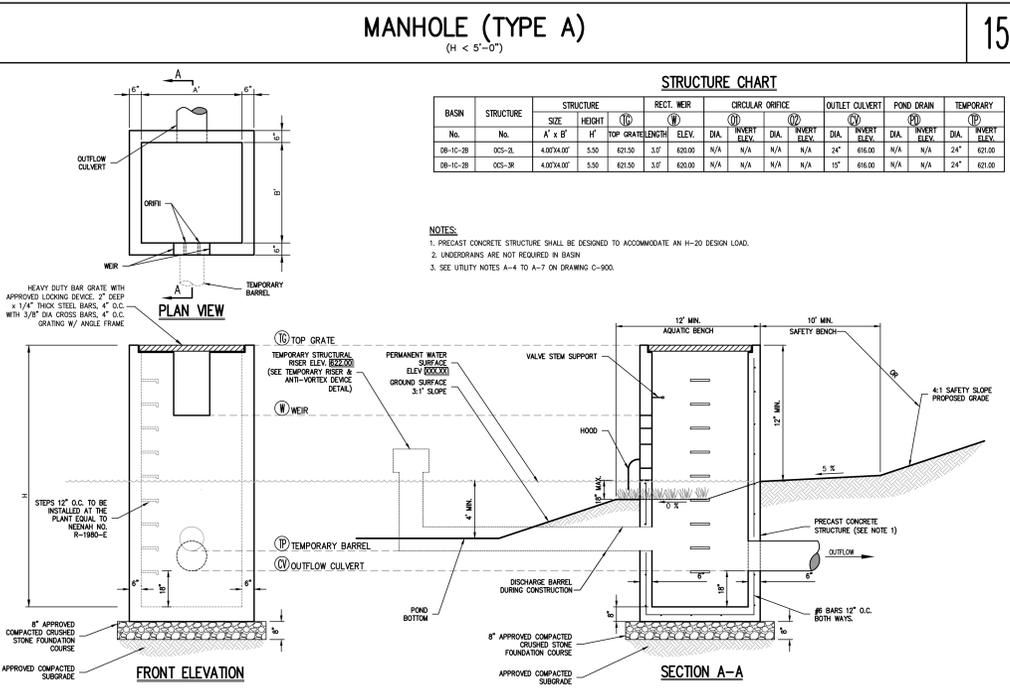 MANHOLE (TYPE A)
(H < 5'-0")
15
A
6"
A'
6"
OUTFLOW
CULVERT
6"
B'
ORIFII
6"
WEIR
A
TEMPORARY
BARREL
PLAN VIEW
STRUCTURE CHART
BASIN STRUCTURE STRUCTURE RECT. WEIR CIRCULAR ORIFICE OUTLET CULVERT POND DRAIN TEMPORARY
SIZE HEIGHT TG W O1 O2 CV PD TP
No. No. A' x B' H' TOP GRATE LENGTH ELEV. DIA. INVERT ELEV. DIA. INVERT ELEV. DIA. INVERT ELEV. DIA. INVERT ELEV. DIA. INVERT ELEV.
DB-1C-2B OCS-2L 4.00'X4.00' 5.50 621.50 3.0' 620.00 N/A N/A N/A N/A 24" 616.00 N/A N/A 24" 621.00
DB-1C-2B OCS-3R 4.00'X4.00' 5.50 621.50 3.0' 620.00 N/A N/A N/A N/A 15" 616.00 N/A N/A 24" 621.00
NOTES:
1. PRECAST CONCRETE STRUCTURE SHALL BE DESIGNED TO ACCOMMODATE AN H-20 DESIGN LOAD.
2. UNDERDRAINS ARE NOT REQUIRED IN BASIN
3. SEE UTILITY NOTES A-4 TO A-7 ON DRAWING C-900.
HEAVY DUTY BAR GRATE WITH
APPROVED LOCKING DEVICE. 2" DEEP
x 1/4" THICK STEEL BARS, 4" O.C.
WITH 3/8" DIA CROSS BARS, 4" O.C.
GRATING W/ ANGLE FRAME
TG TOP GRATE
TEMPORARY STRUCTURAL
RISER ELEV. 622.00
(SEE TEMPORARY RISER &
ANTI-VORTEX DEVICE
DETAIL)
W WEIR
H
STEPS 12" O.C. TO BE
INSTALLED AT THE
PLANT EQUAL TO
NEENAH NO.
R-1980-E
TP TEMPORARY BARREL
CV OUTFLOW CULVERT
6"
18"
6"
8"
8" APPROVED
COMPACTED CRUSHED
STONE FOUNDATION
COURSE
APPROVED COMPACTED
SUBGRADE
FRONT ELEVATION
PERMANENT WATER
SURFACE
ELEV XXX.XX
GROUND SURFACE
3:1' SLOPE
4' MIN.
POND
BOTTOM
12' MIN.
AQUATIC BENCH
10' MIN.
SAFETY BENCH
VALVE STEM SUPPORT
HOOD
18" MAX.
0 %
12" MIN.
5 %
OR
4:1 SAFETY SLOPE
PROPOSED GRADE
PRECAST CONCRETE
STRUCTURE (SEE NOTE 1)
OUTFLOW
DISCHARGE BARREL
DURING CONSTRUCTION
6"
18"
6"
8"
8"
#6 BARS 12" O.C.
BOTH WAYS.
8" APPROVED COMPACTED
CRUSHED STONE
FOUNDATION COURSE
APPROVED COMPACTED
SUBGRADE
SECTION A-A